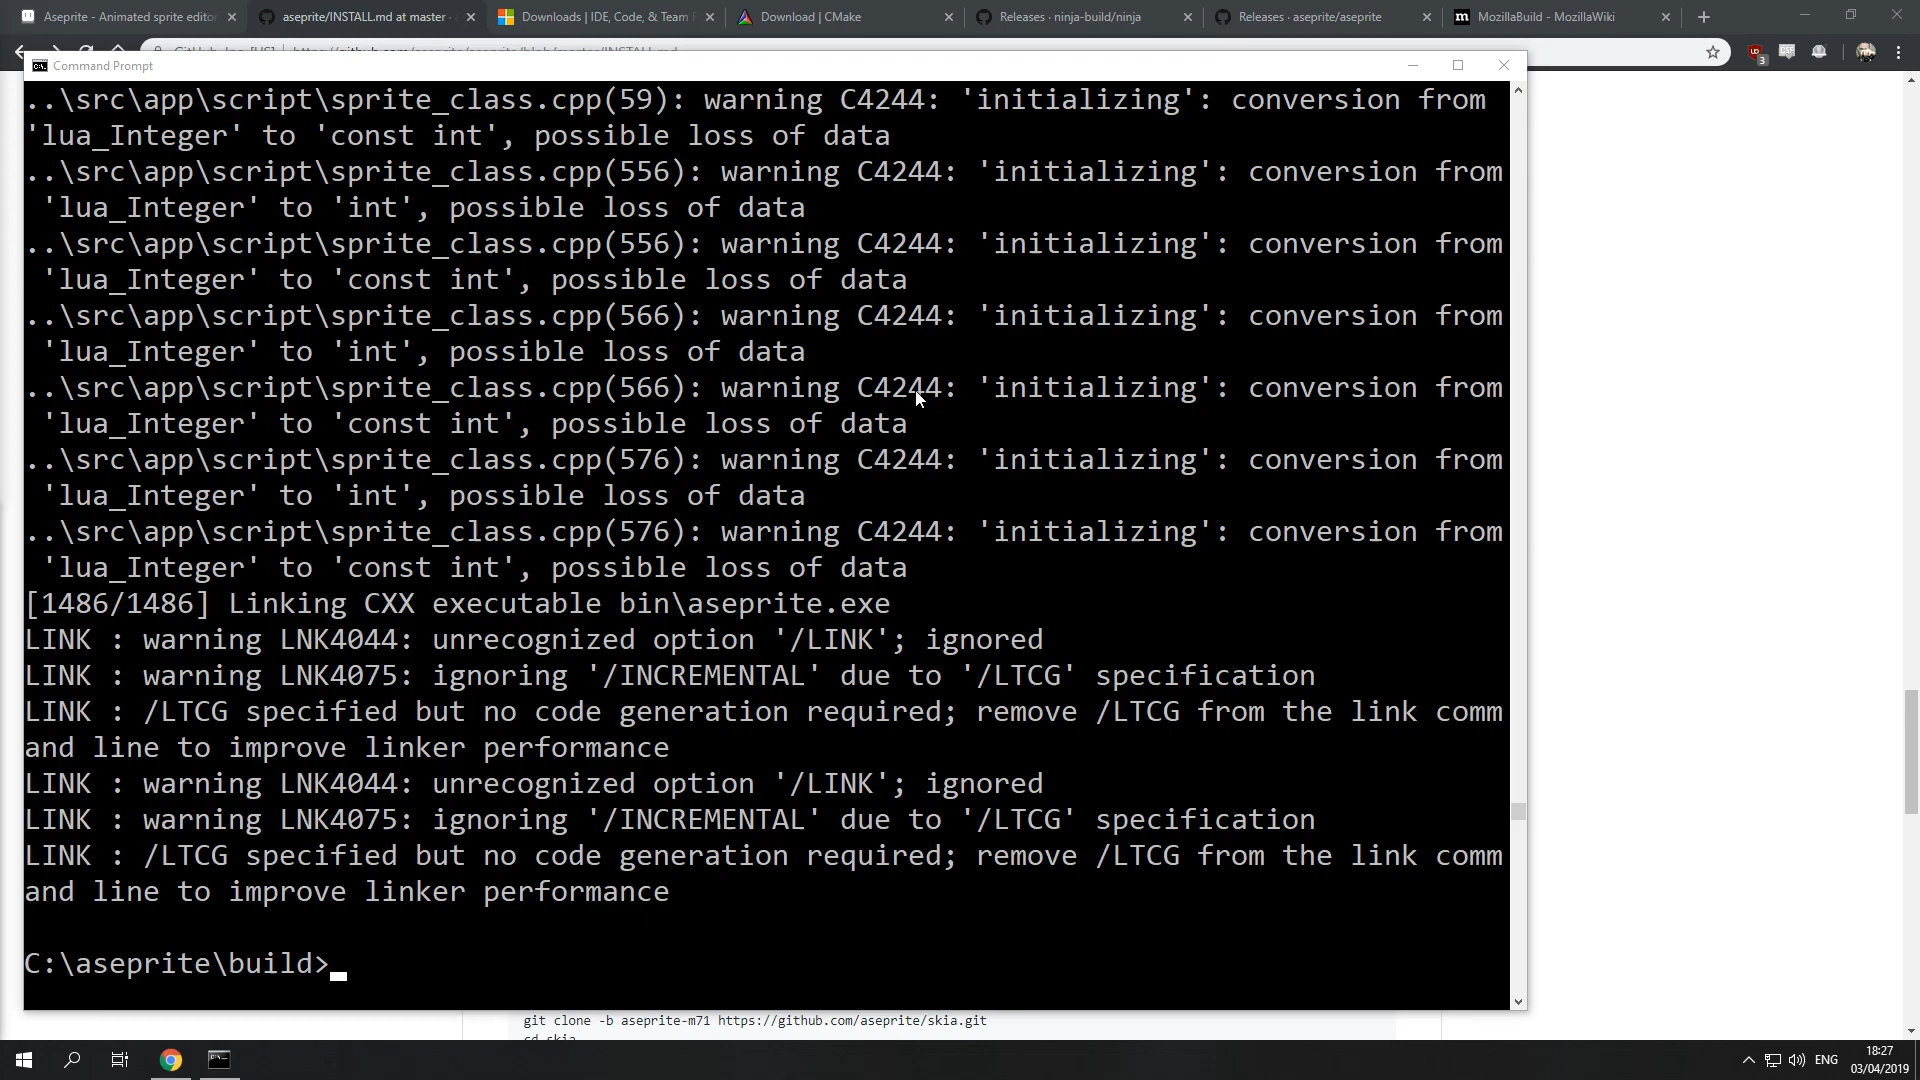 Aseprite - Animated sprite editor
aseprite/INSTALL.md at master ·
Downloads | IDE, Code, & Team F
Download | CMake
Releases · ninja-build/ninja
Releases · aseprite/aseprite
MozillaBuild - MozillaWiki
3
Command Prompt
..\src\app\script\sprite_class.cpp(59): warning C4244: 'initializing': conversion from
'lua_Integer' to 'const int', possible loss of data
..\src\app\script\sprite_class.cpp(556): warning C4244: 'initializing': conversion from
'lua_Integer' to 'int', possible loss of data
..\src\app\script\sprite_class.cpp(556): warning C4244: 'initializing': conversion from
'lua_Integer' to 'const int', possible loss of data
..\src\app\script\sprite_class.cpp(566): warning C4244: 'initializing': conversion from
'lua_Integer' to 'int', possible loss of data
..\src\app\script\sprite_class.cpp(566): warning C4244: 'initializing': conversion from
'lua_Integer' to 'const int', possible loss of data
..\src\app\script\sprite_class.cpp(576): warning C4244: 'initializing': conversion from
'lua_Integer' to 'int', possible loss of data
..\src\app\script\sprite_class.cpp(576): warning C4244: 'initializing': conversion from
'lua_Integer' to 'const int', possible loss of data
[1486/1486] Linking CXX executable bin\aseprite.exe
LINK : warning LNK4044: unrecognized option '/LINK'; ignored
LINK : warning LNK4075: ignoring '/INCREMENTAL' due to '/LTCG' specification
LINK : /LTCG specified but no code generation required; remove /LTCG from the link comm
and line to improve linker performance
LINK : warning LNK4044: unrecognized option '/LINK'; ignored
LINK : warning LNK4075: ignoring '/INCREMENTAL' due to '/LTCG' specification
LINK : /LTCG specified but no code generation required; remove /LTCG from the link comm
and line to improve linker performance
C:\aseprite\build>
git clone -b aseprite-m71 https://github.com/aseprite/skia.git
cd skia
ENG
18:27
03/04/2019